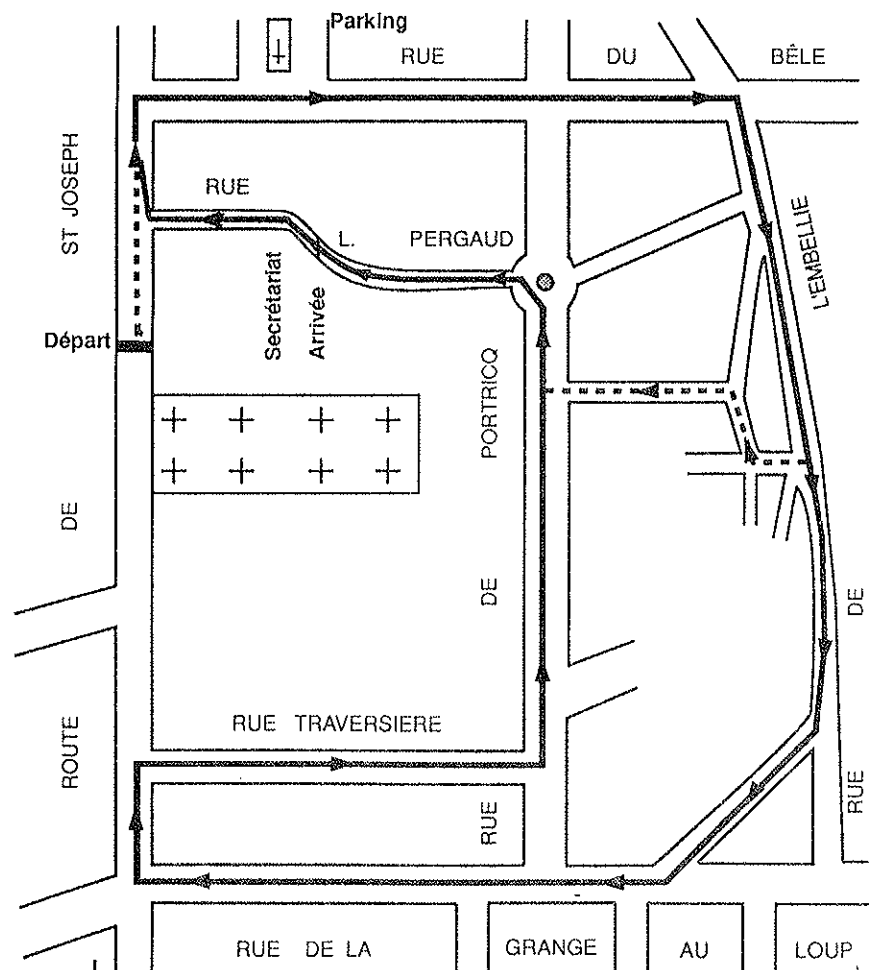 Parking
RUE DU BÊLE
ROUTE DE ST JOSEPH
RUE L. PERGAUD
RUE DE L'EMBELLIE
Secrétariat
Arrivée
Départ
RUE DE PORTRICQ
RUE TRAVERSIERE
RUE DE LA GRANGE AU LOUP